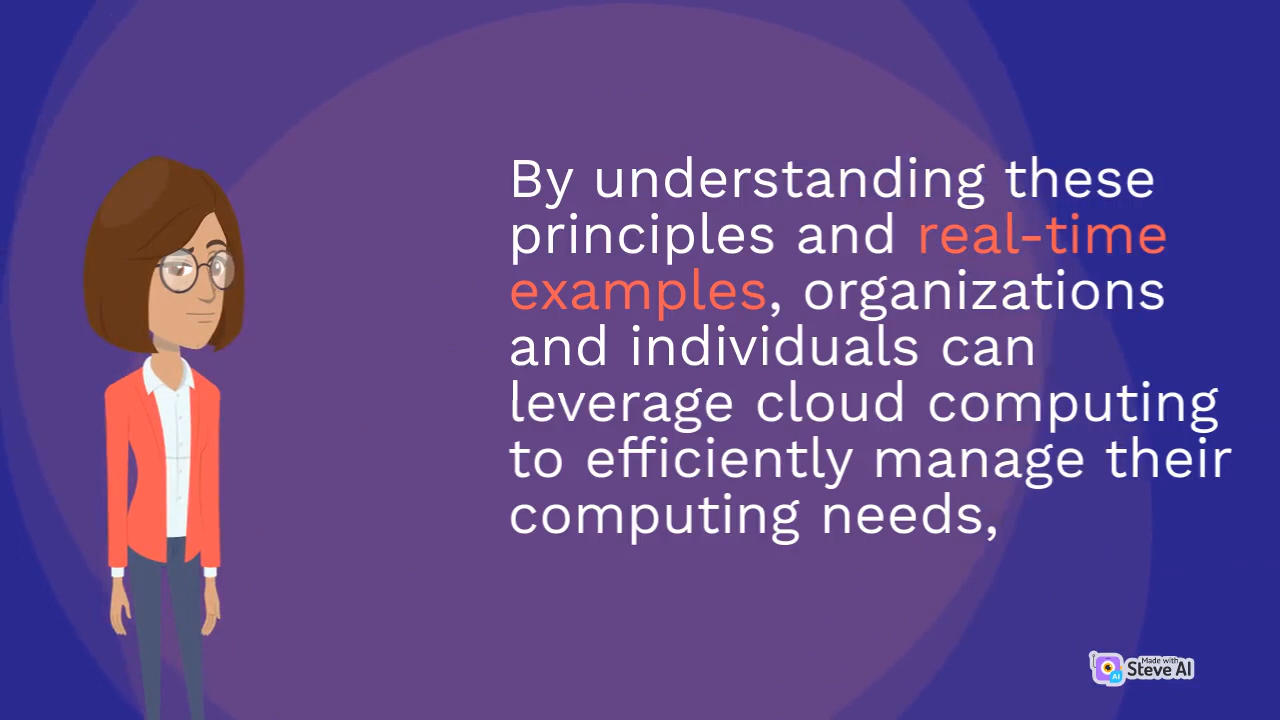 By understanding these
principles and real-time
examples, organizations
and individuals can
leverage cloud computing
to efficiently manage their
computing needs,
Made with
Steve AI
AI